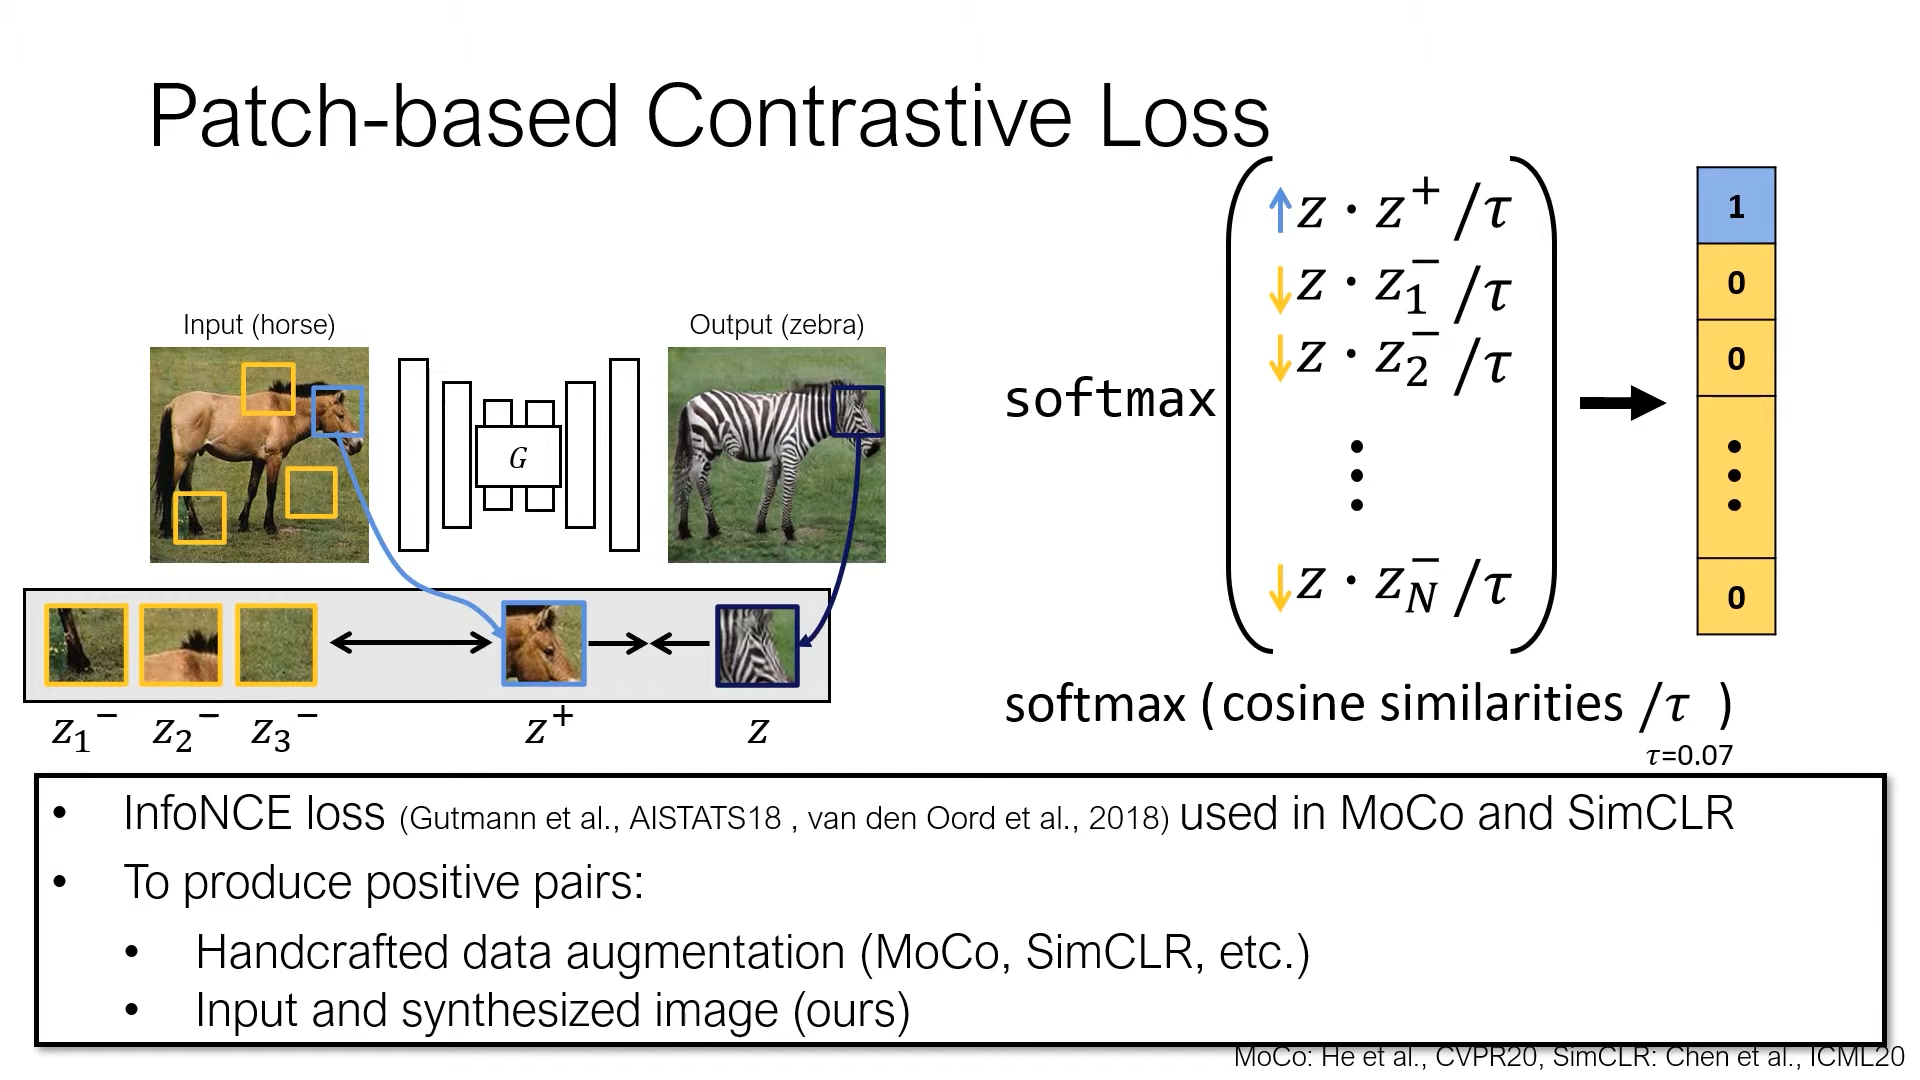 Patch-based Contrastive Loss
Input (horse)
Output (zebra)
G
z₁⁻ z₂⁻ z₃⁻ z⁺ z
softmax
z · z⁺ /τ
z · z₁⁻ /τ
z · z₂⁻ /τ
⋮
z · z_N⁻ /τ
1
0
0
⋮
0
softmax (cosine similarities /τ )
τ=0.07
• InfoNCE loss (Gutmann et al., AISTATS18 , van den Oord et al., 2018) used in MoCo and SimCLR
• To produce positive pairs:
• Handcrafted data augmentation (MoCo, SimCLR, etc.)
• Input and synthesized image (ours)
MoCo: He et al., CVPR20, SimCLR: Chen et al., ICML20